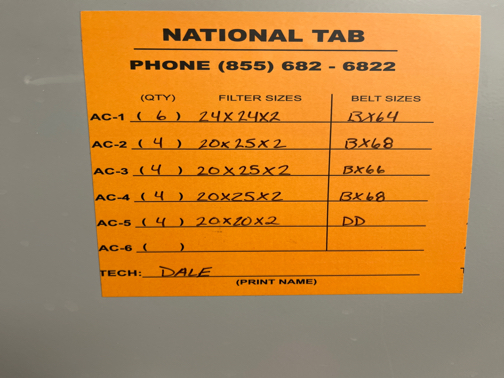 NATIONAL TAB
PHONE (855) 682 - 6822
(QTY) FILTER SIZES BELT SIZES
AC-1 ( 6 ) 24X24X2 BX64
AC-2 ( 4 ) 20X25X2 BX68
AC-3 ( 4 ) 20X25X2 BX66
AC-4 ( 4 ) 20X25X2 BX68
AC-5 ( 4 ) 20X20X2 DD
AC-6 ( )
TECH: DALE
(PRINT NAME)